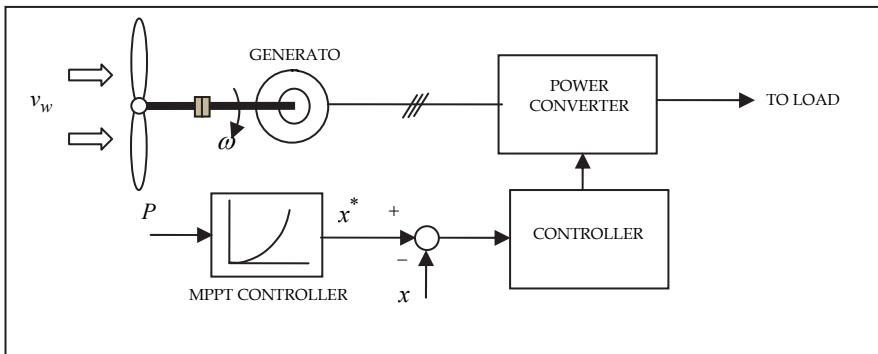 GENERATO
POWER
CONVERTER
TO LOAD
v_w
ω
P
x*
+
−
x
CONTROLLER
MPPT CONTROLLER